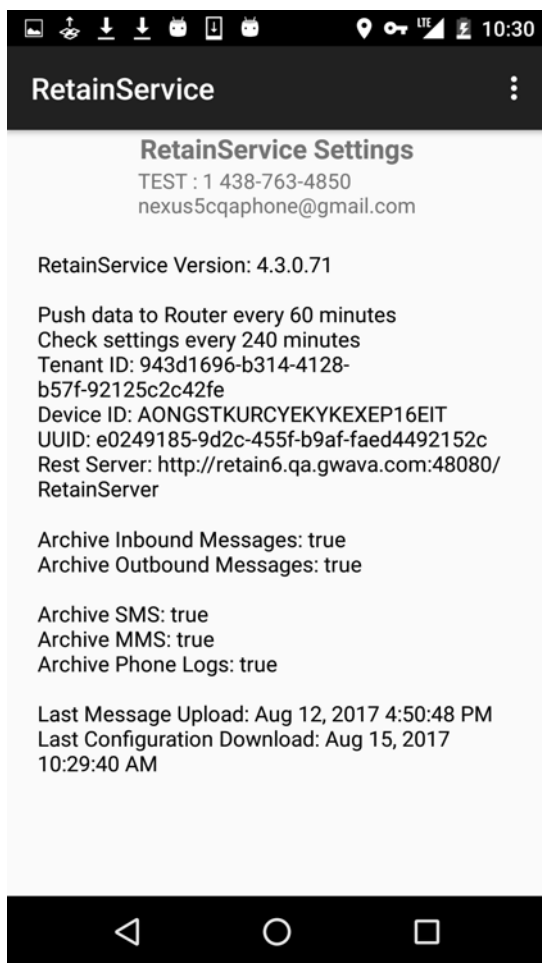 LTE 10:30
RetainService
RetainService Settings
TEST : 1 438-763-4850
nexus5cqaphone@gmail.com
RetainService Version: 4.3.0.71
Push data to Router every 60 minutes
Check settings every 240 minutes
Tenant ID: 943d1696-b314-4128-
b57f-92125c2c42fe
Device ID: AONGSTKURCYEKYKEXEP16EIT
UUID: e0249185-9d2c-455f-b9af-faed4492152c
Rest Server: http://retain6.qa.gwava.com:48080/
RetainServer
Archive Inbound Messages: true
Archive Outbound Messages: true
Archive SMS: true
Archive MMS: true
Archive Phone Logs: true
Last Message Upload: Aug 12, 2017 4:50:48 PM
Last Configuration Download: Aug 15, 2017
10:29:40 AM